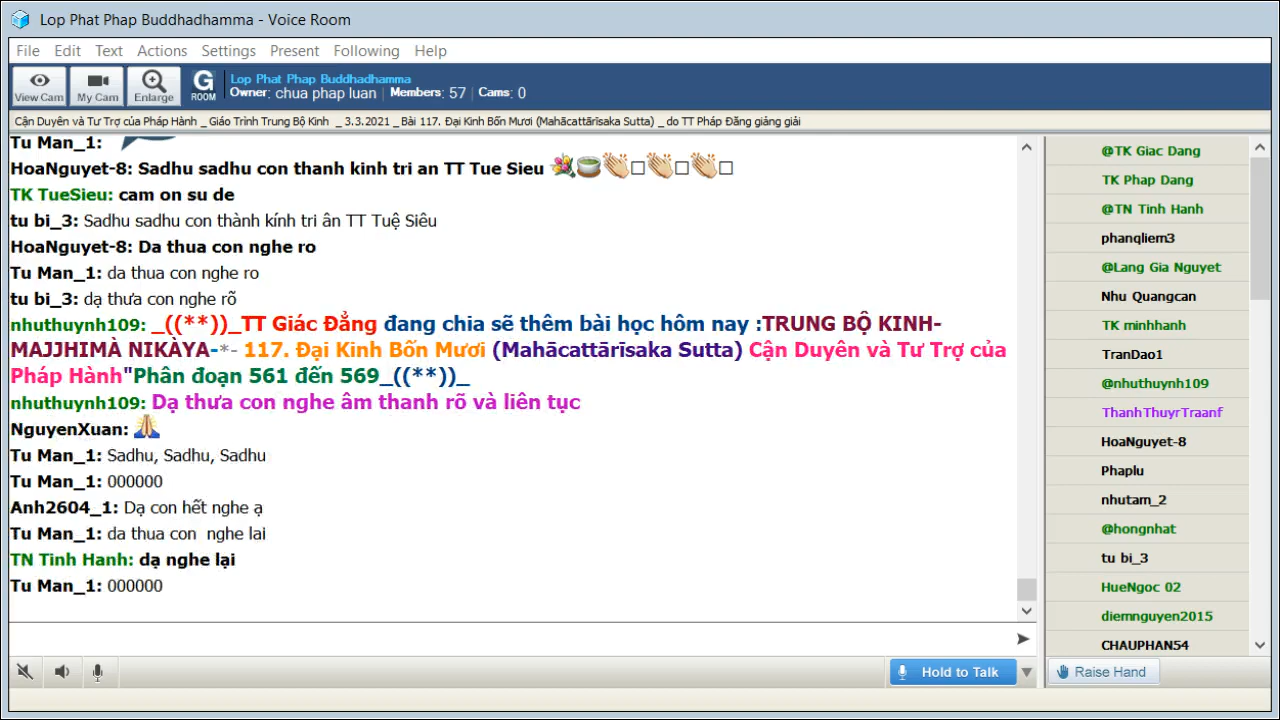 Lop Phat Phap Buddhadhamma - Voice Room
File Edit Text Actions Settings Present Following Help
View Cam My Cam Enlarge G ROOM
Lop Phat Phap Buddhadhamma
Owner: chua phap luan | Members: 57 | Cams: 0
Cận Duyên và Tư Trợ của Pháp Hành _ Giáo Trình Trung Bộ Kinh _ 3.3.2021 _ Bài 117. Đại Kinh Bốn Mươi (Mahācattārīsaka Sutta) _ do TT Pháp Đăng giảng giải
Tu Man_1:
HoaNguyet-8: Sadhu sadhu con thanh kinh tri an TT Tue Sieu
TK TueSieu: cam on su de
tu bi_3: Sadhu sadhu con thành kính tri ân TT Tuệ Siêu
HoaNguyet-8: Da thua con nghe ro
Tu Man_1: da thua con nghe ro
tu bi_3: dạ thưa con nghe rõ
nhuthuynh109: _((**))_TT Giác Đẳng đang chia sẽ thêm bài học hôm nay :TRUNG BỘ KINH-
MAJJHIMÀ NIKÀYA-*- 117. Đại Kinh Bốn Mươi (Mahācattārīsaka Sutta) Cận Duyên và Tư Trợ của
Pháp Hành"Phân đoạn 561 đến 569_((**))_
nhuthuynh109: Dạ thưa con nghe âm thanh rõ và liên tục
NguyenXuan:
Tu Man_1: Sadhu, Sadhu, Sadhu
Tu Man_1: 000000
Anh2604_1: Dạ con hết nghe ạ
Tu Man_1: da thua con  nghe lai
TN Tinh Hanh: dạ nghe lại
Tu Man_1: 000000
@TK Giac Dang
TK Phap Dang
@TN Tinh Hanh
phanqliem3
@Lang Gia Nguyet
Nhu Quangcan
TK minhhanh
TranDao1
@nhuthuynh109
ThanhThuyrTraanf
HoaNguyet-8
Phaplu
nhutam_2
@hongnhat
tu bi_3
HueNgoc 02
diemnguyen2015
CHAUPHAN54
Hold to Talk
Raise Hand